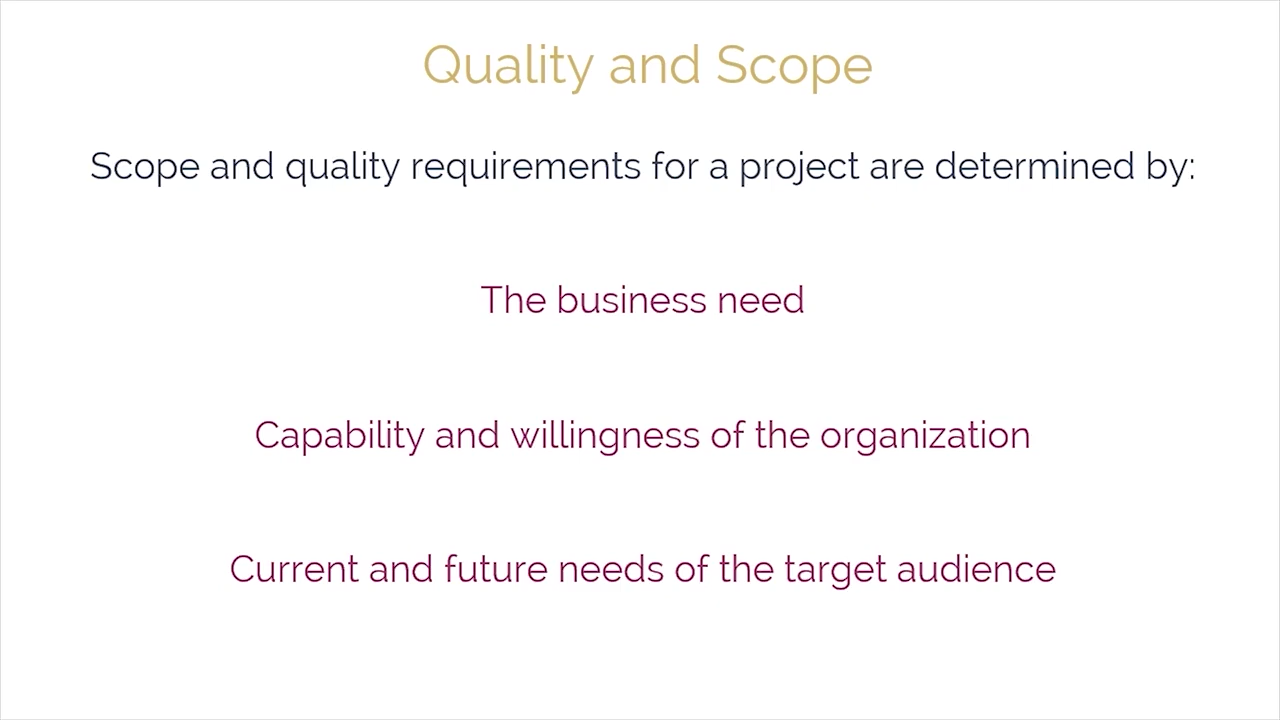 Quality and Scope
Scope and quality requirements for a project are determined by:
The business need
Capability and willingness of the organization
Current and future needs of the target audience